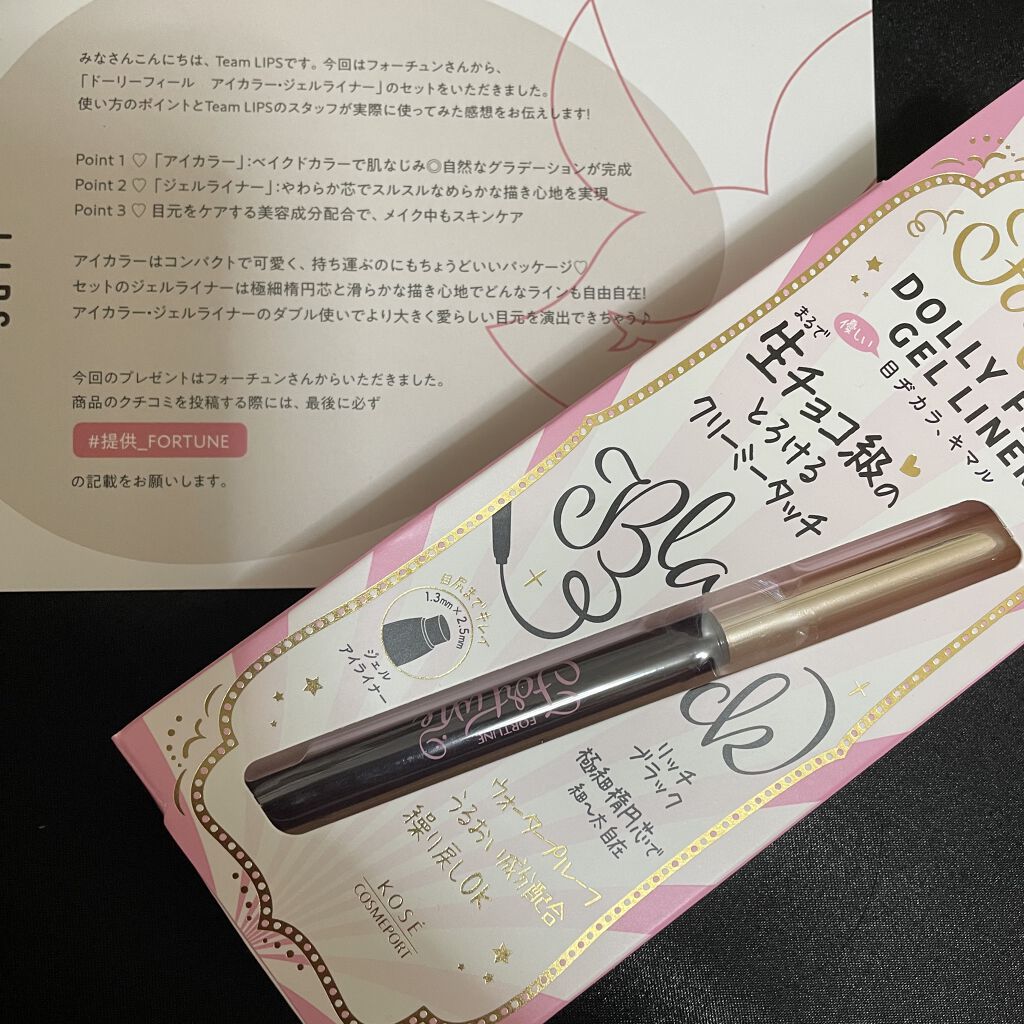 みなさんこんにちは、Team LIPSです。今回はフォーチュンさんから、
「ドーリーフィール　アイカラー・ジェルライナー」のセットをいただきました。
使い方のポイントとTeam LIPSのスタッフが実際に使ってみた感想をお伝えします!
Point 1 ♡「アイカラー」:ベイクドカラーで肌なじみ◎自然なグラデーションが完成
Point 2 ♡「ジェルライナー」:やわらか芯でスルスルなめらかな描き心地を実現
Point 3 ♡ 目元をケアする美容成分配合で、メイク中もスキンケア
アイカラーはコンパクトで可愛く、持ち運ぶのにもちょうどいいパッケージ♡
セットのジェルライナーは極細楕円芯と滑らかな描き心地でどんなラインも自由自在!
アイカラー・ジェルライナーのダブル使いでより大きく愛らしい目元を演出できちゃう♪
今回のプレゼントはフォーチュンさんからいただきました。
商品のクチコミを投稿する際には、最後に必ず
#提供_FORTUNE
の記載をお願いします。
LIPS
Fo
DOLLY F
GEL LINER
優しい
目ヂカラ、キマル
まるで
生チョコ級の
とろける
クリーミータッチ
Black
目尻までキレイ
1.3mm×2.5mm
ジェル
アイライナー
Fortune
FORTUNE
リッチ
ブラック
極細楕円芯で
細〜太自在
ウォータープルーフ
うるおい成分配合
繰り戻しOK
KOSÉ
COSMEPORT